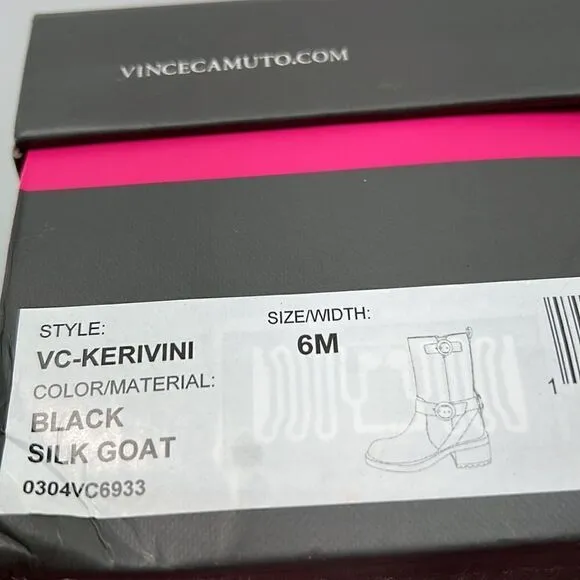 VINCECAMUTO.COM
STYLE:
VC-KERIVINI
COLOR/MATERIAL:
BLACK
SILK GOAT
0304VC6933
SIZE/WIDTH:
6M
1